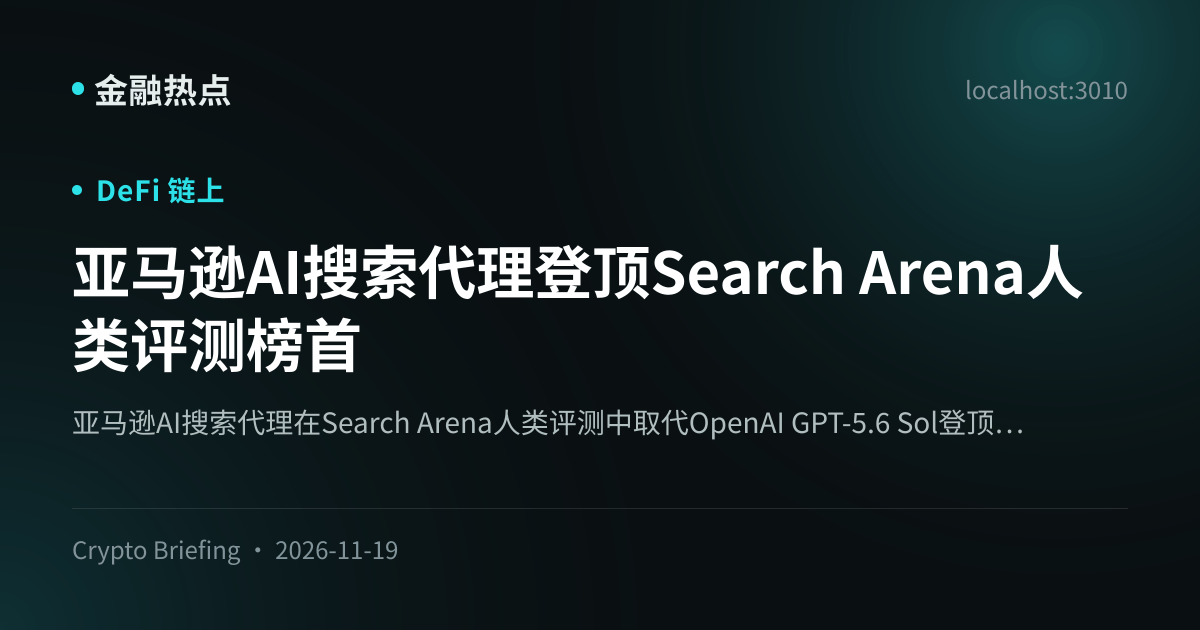 金融热点
localhost:3010
DeFi 链上
亚马逊AI搜索代理登顶Search Arena人
类评测榜首
亚马逊AI搜索代理在Search Arena人类评测中取代OpenAI GPT-5.6 Sol登顶…
Crypto Briefing · 2026-11-19